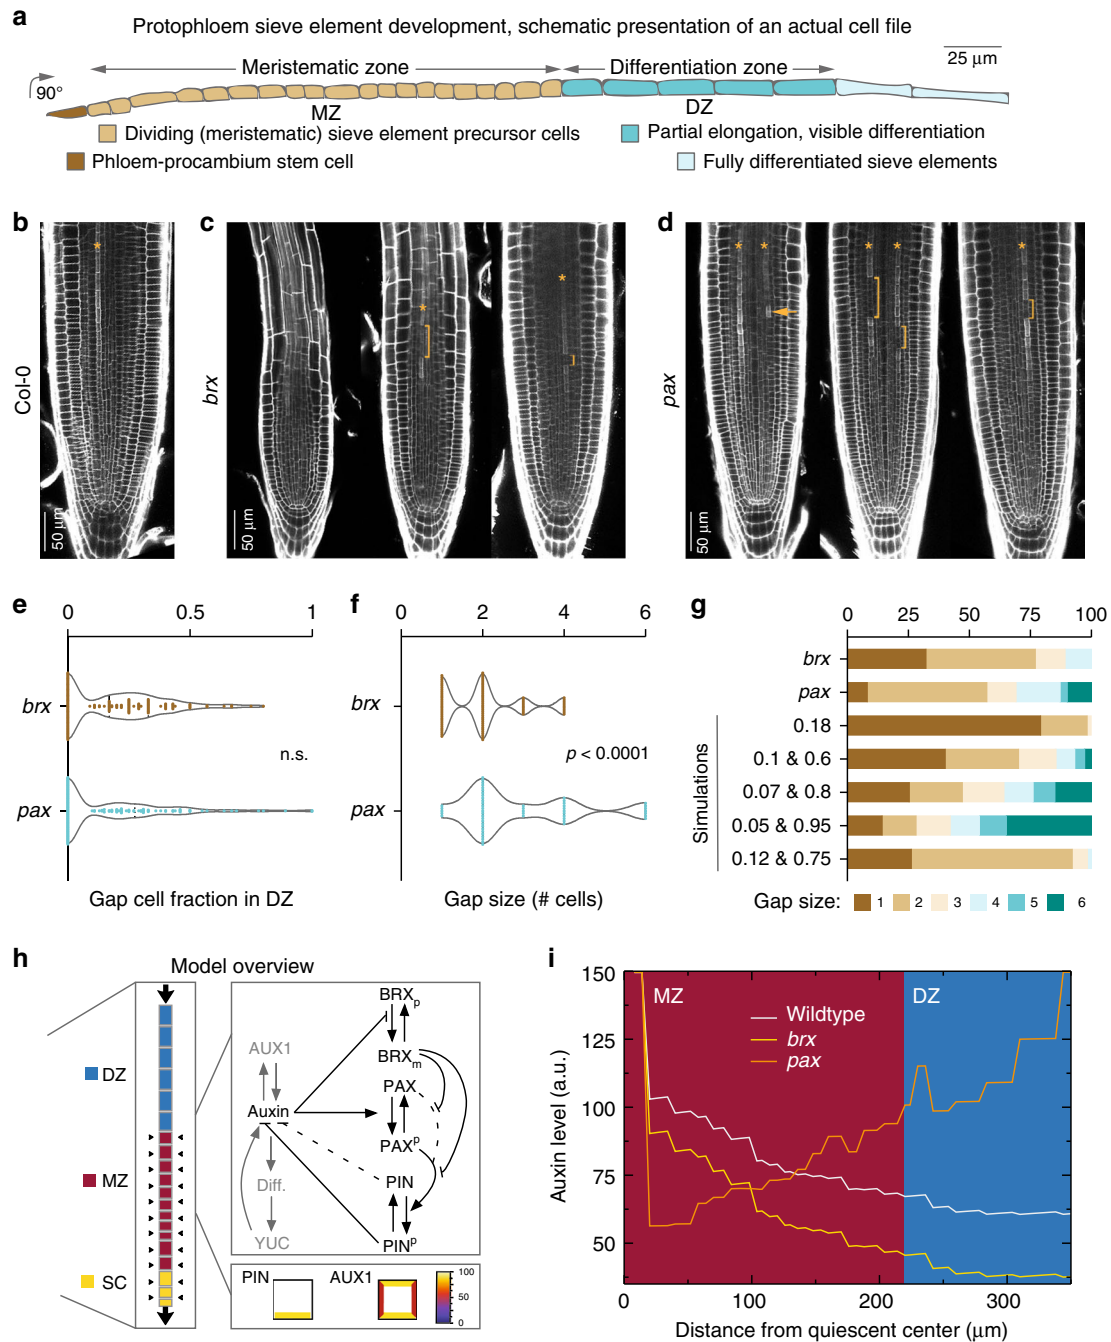 a
Protophloem sieve element development, schematic presentation of an actual cell file
25 µm
Meristematic zone
Differentiation zone
90°
MZ
DZ
Dividing (meristematic) sieve element precursor cells
Partial elongation, visible differentiation
Phloem-procambium stem cell
Fully differentiated sieve elements
b
c
d
Col-0
brx
pax
*
*
*
* *
* *
*
50 µm
50 µm
50 µm
e
0 0.5 1
brx
n.s.
pax
Gap cell fraction in DZ
f
0 2 4 6
brx
p < 0.0001
pax
Gap size (# cells)
g
0 25 50 75 100
brx
pax
0.18
0.1 & 0.6
0.07 & 0.8
0.05 & 0.95
0.12 & 0.75
Simulations
Gap size: 1 2 3 4 5 6
h
Model overview
DZ
MZ
SC
BRXp
AUX1
BRXm
PAX
Auxin
PAXp
PIN
Diff.
YUC
PINp
PIN
AUX1
100
50
0
i
150
125
100
75
50
MZ
DZ
Wildtype
brx
pax
Auxin level (a.u.)
0 100 200 300
Distance from quiescent center (µm)